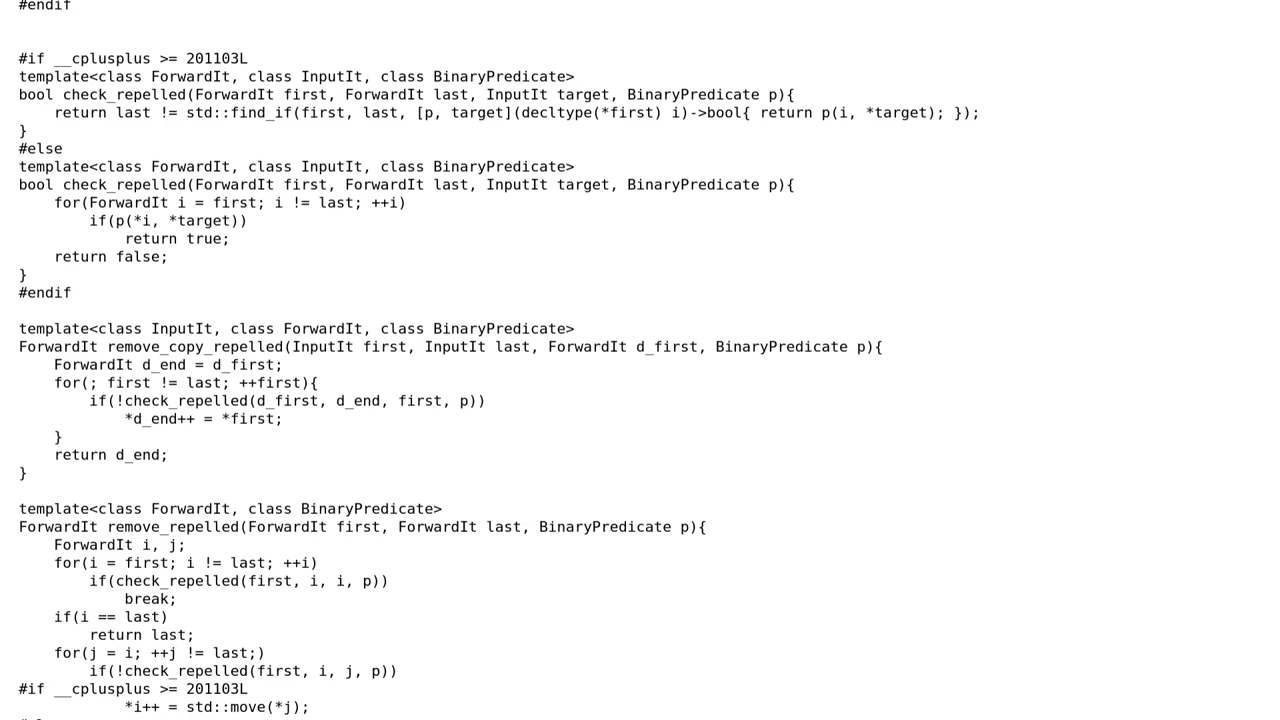 #endif
#if __cplusplus >= 201103L
template<class ForwardIt, class InputIt, class BinaryPredicate>
bool check_repelled(ForwardIt first, ForwardIt last, InputIt target, BinaryPredicate p){
    return last != std::find_if(first, last, [p, target](decltype(*first) i)->bool{ return p(i, *target); });
}
#else
template<class ForwardIt, class InputIt, class BinaryPredicate>
bool check_repelled(ForwardIt first, ForwardIt last, InputIt target, BinaryPredicate p){
    for(ForwardIt i = first; i != last; ++i)
        if(p(*i, *target))
            return true;
    return false;
}
#endif
template<class InputIt, class ForwardIt, class BinaryPredicate>
ForwardIt remove_copy_repelled(InputIt first, InputIt last, ForwardIt d_first, BinaryPredicate p){
    ForwardIt d_end = d_first;
    for(; first != last; ++first){
        if(!check_repelled(d_first, d_end, first, p))
            *d_end++ = *first;
    }
    return d_end;
}
template<class ForwardIt, class BinaryPredicate>
ForwardIt remove_repelled(ForwardIt first, ForwardIt last, BinaryPredicate p){
    ForwardIt i, j;
    for(i = first; i != last; ++i)
        if(check_repelled(first, i, i, p))
            break;
    if(i == last)
        return last;
    for(j = i; ++j != last;)
        if(!check_repelled(first, i, j, p))
#if __cplusplus >= 201103L
            *i++ = std::move(*j);